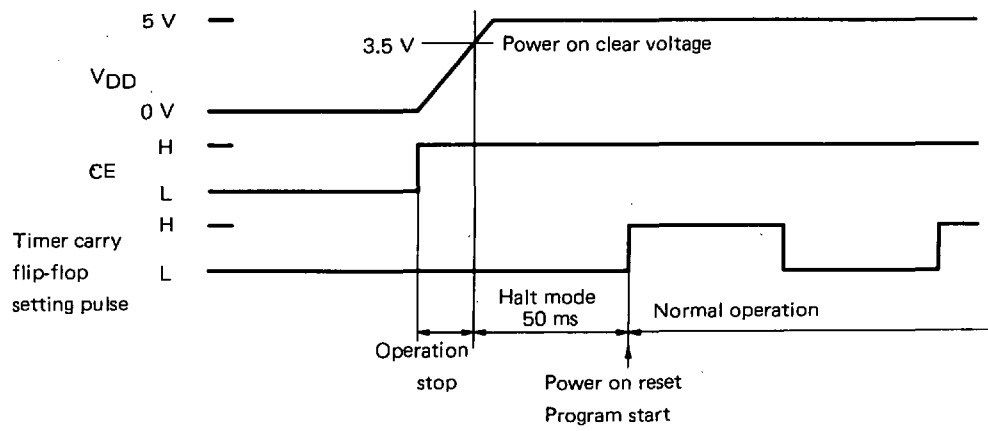 5 V
3.5 V
Power on clear voltage
VDD
0 V
H
CE
L
H
Timer carry
flip-flop
setting pulse
L
Halt mode
50 ms
Normal operation
Operation
stop
Power on reset
Program start